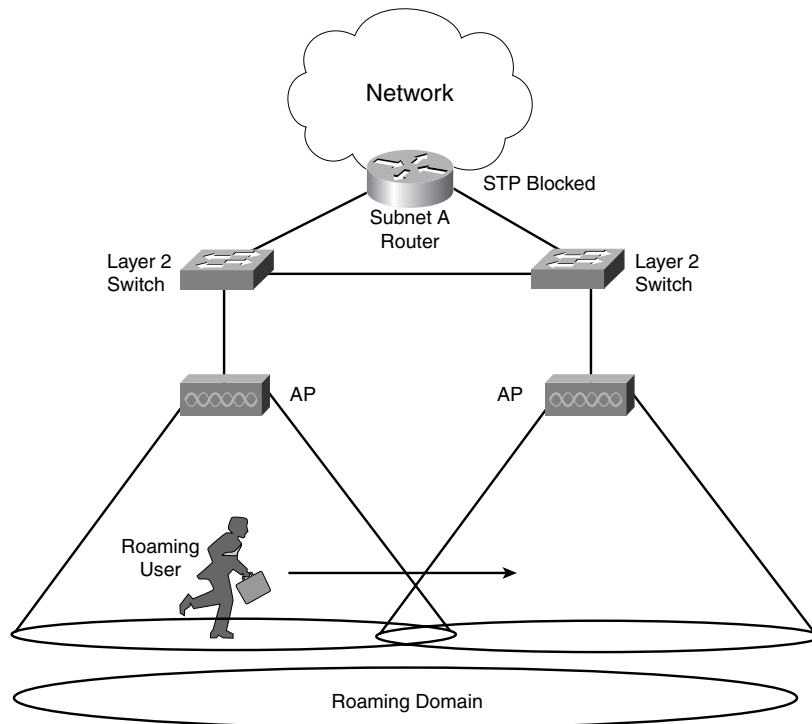 Network
STP Blocked
Subnet A
Router
Layer 2
Switch
Layer 2
Switch
AP
AP
Roaming
User
Roaming Domain